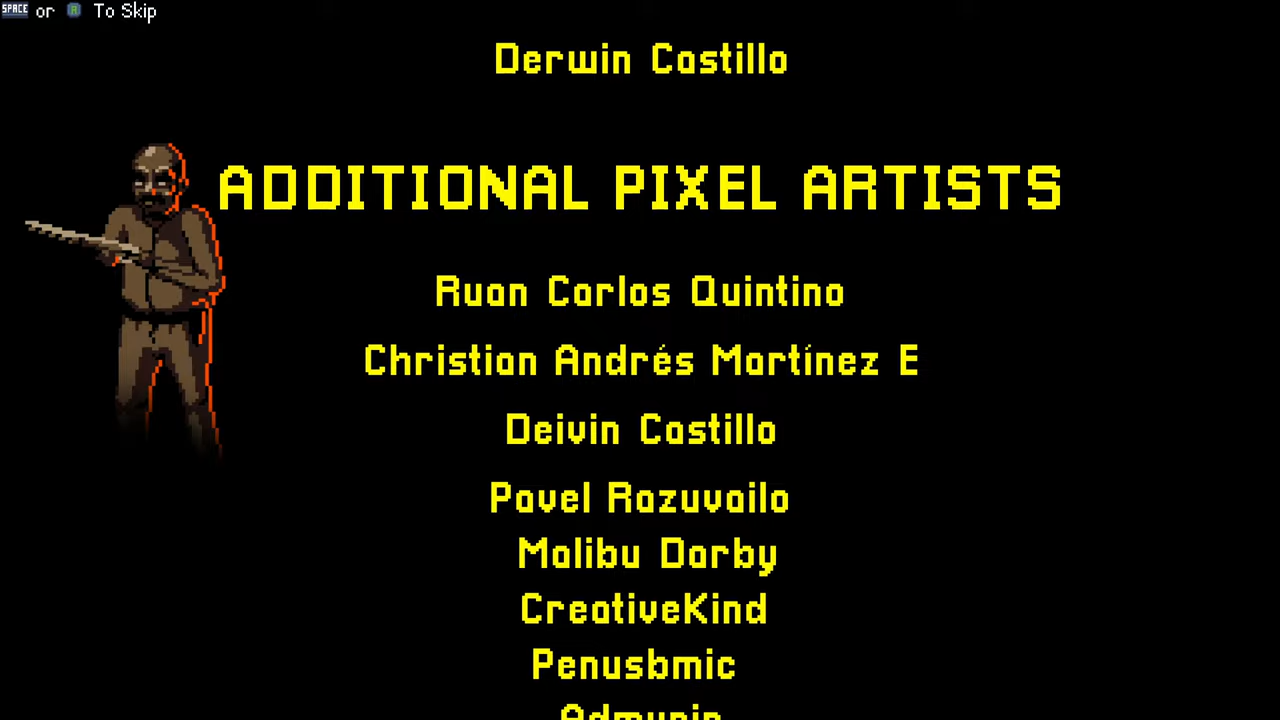 SPACE or A To Skip
Derwin Castillo
ADDITIONAL PIXEL ARTISTS
Ruan Carlos Quintino
Christian Andrés Martínez E
Deivin Castillo
Pavel Razuvailo
Malibu Darby
CreativeKind
Penusbmic